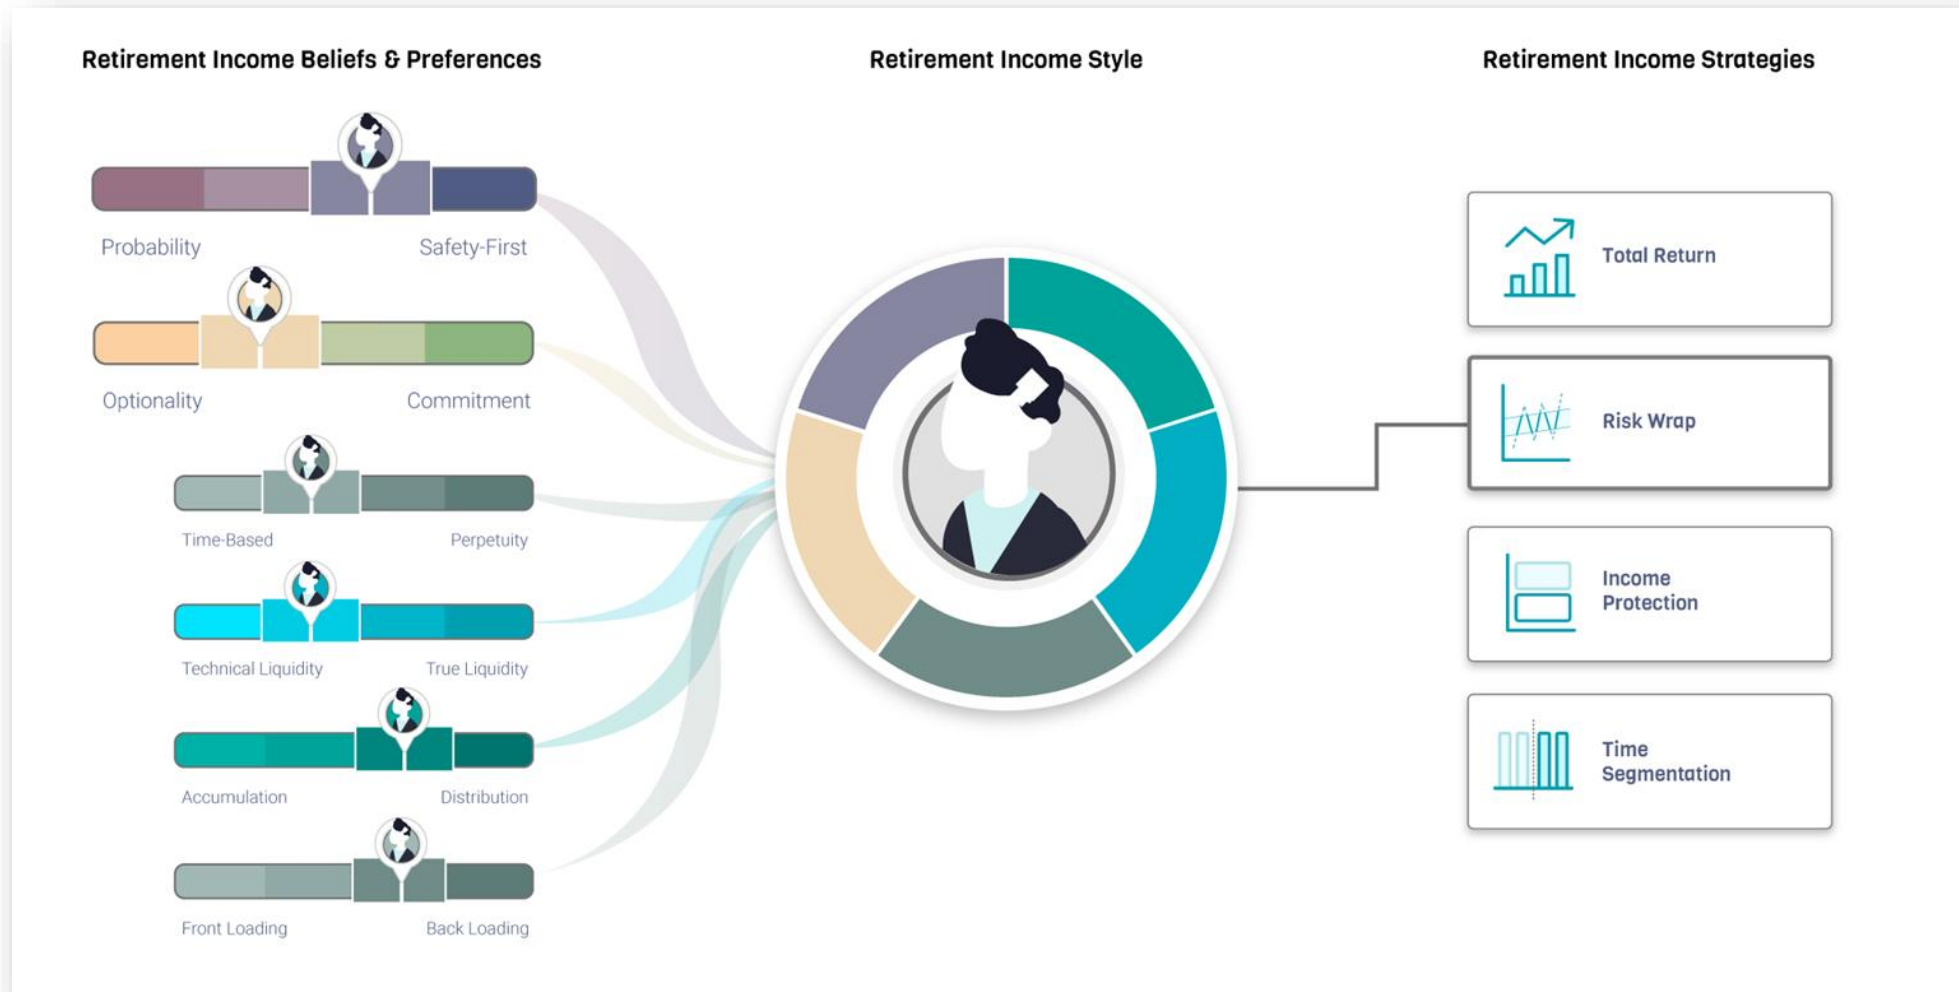 Retirement Income Beliefs & Preferences
Retirement Income Style
Retirement Income Strategies
Probability
Safety-First
Optionality
Commitment
Time-Based
Perpetuity
Technical Liquidity
True Liquidity
Accumulation
Distribution
Front Loading
Back Loading
Total Return
Risk Wrap
Income
Protection
Time
Segmentation